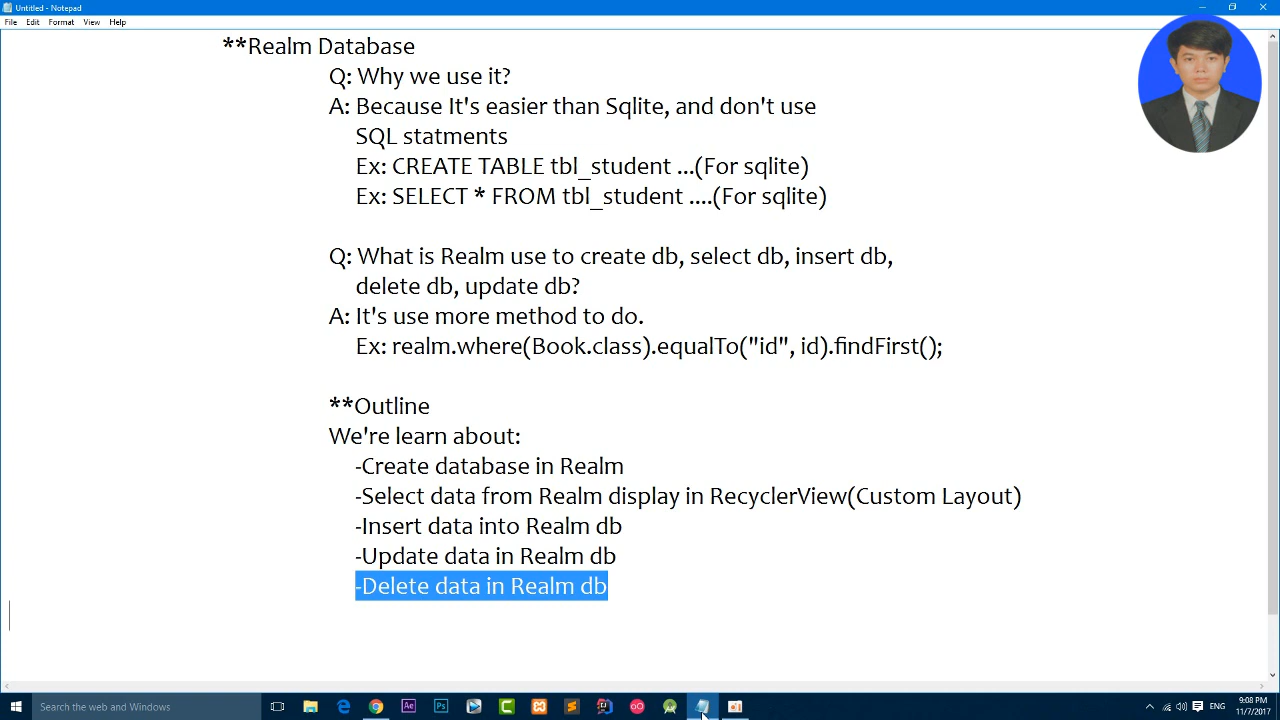 Untitled - Notepad
File Edit Format View Help
**Realm Database
Q: Why we use it?
A: Because It's easier than Sqlite, and don't use
SQL statments
Ex: CREATE TABLE tbl_student ...(For sqlite)
Ex: SELECT * FROM tbl_student ....(For sqlite)
Q: What is Realm use to create db, select db, insert db,
delete db, update db?
A: It's use more method to do.
Ex: realm.where(Book.class).equalTo("id", id).findFirst();
**Outline
We're learn about:
-Create database in Realm
-Select data from Realm display in RecyclerView(Custom Layout)
-Insert data into Realm db
-Update data in Realm db
-Delete data in Realm db
Search the web and Windows
Ae
Ps
ENG
9:08 PM
11/7/2017